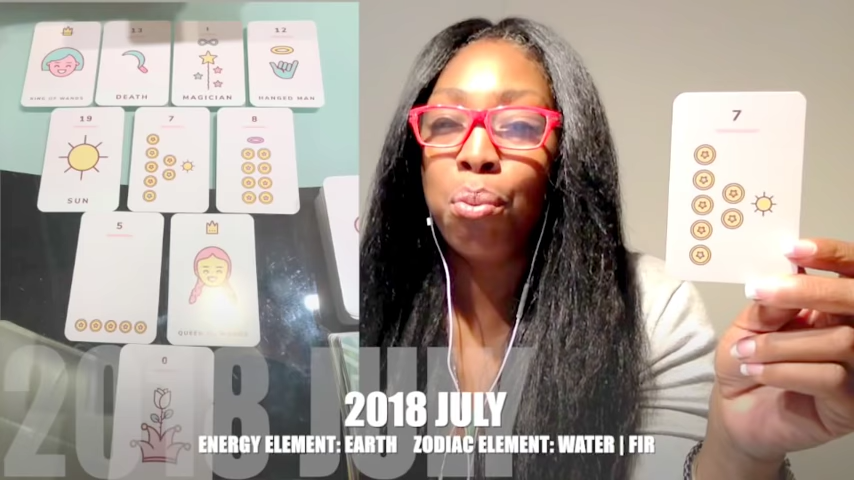 13
1
12
KING OF WANDS
DEATH
MAGICIAN
HANGED MAN
19
7
8
SUN
5
QUEEN OF WANDS
0
7
2018 JULY
2018 JULY
ENERGY ELEMENT: EARTH ZODIAC ELEMENT: WATER | FIR